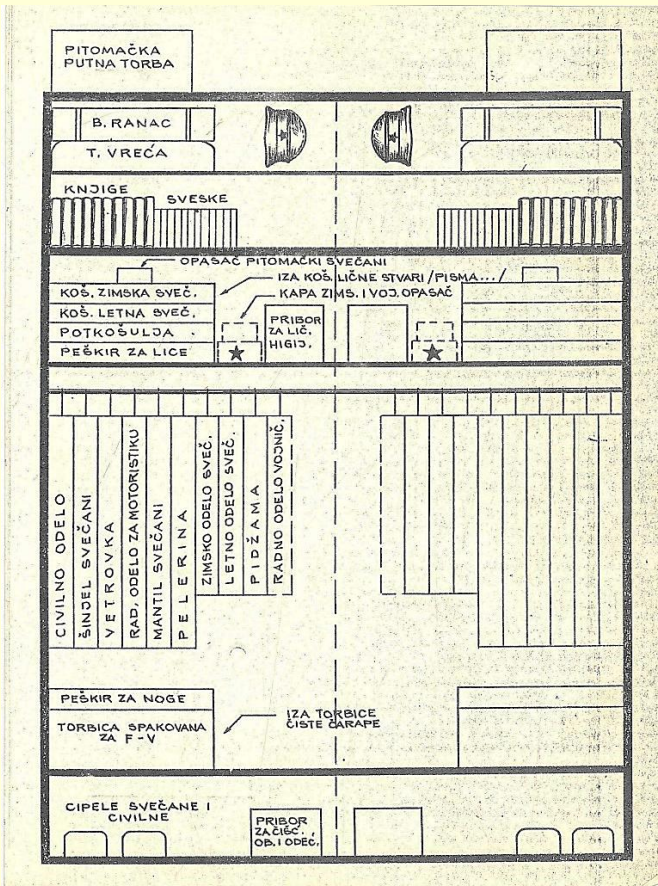 PITOMAČKA
PUTNA TORBA
B. RANAC
T. VREĆA
KNJIGE
SVESKE
OPASAČ PITOMAČKI SVEČANI
IZA KOŠ. LIČNE STVARI /PISMA.../
KAPA ZIMS. I VOJ. OPASAČ
KOŠ. ZIMSKA SVEČ.
KOŠ. LETNA SVEČ.
POTKOŠULJA
PEŠKIR ZA LICE
PRIBOR
ZA LIČ.
HIGIJ.
CIVILNO ODELO
ŠINJEL SVEČANI
VETROVKA
RAD, ODELO ZA MOTORISTIKU
MANTIL SVEČANI
PELERINA
ZIMSKO ODELO SVEČ.
LETNO ODELO SVEČ.
PIDŽAMA
RADNO ODELO VOJNIČ.
PEŠKIR ZA NOGE
TORBICA SPAKOVANA
ZA F-V
IZA TORBICE
ČISTE ČARAPE
CIPELE SVEČANE I
CIVILNE
PRIBOR
ZA ČIŠĆ.
OB. I ODEĆ.